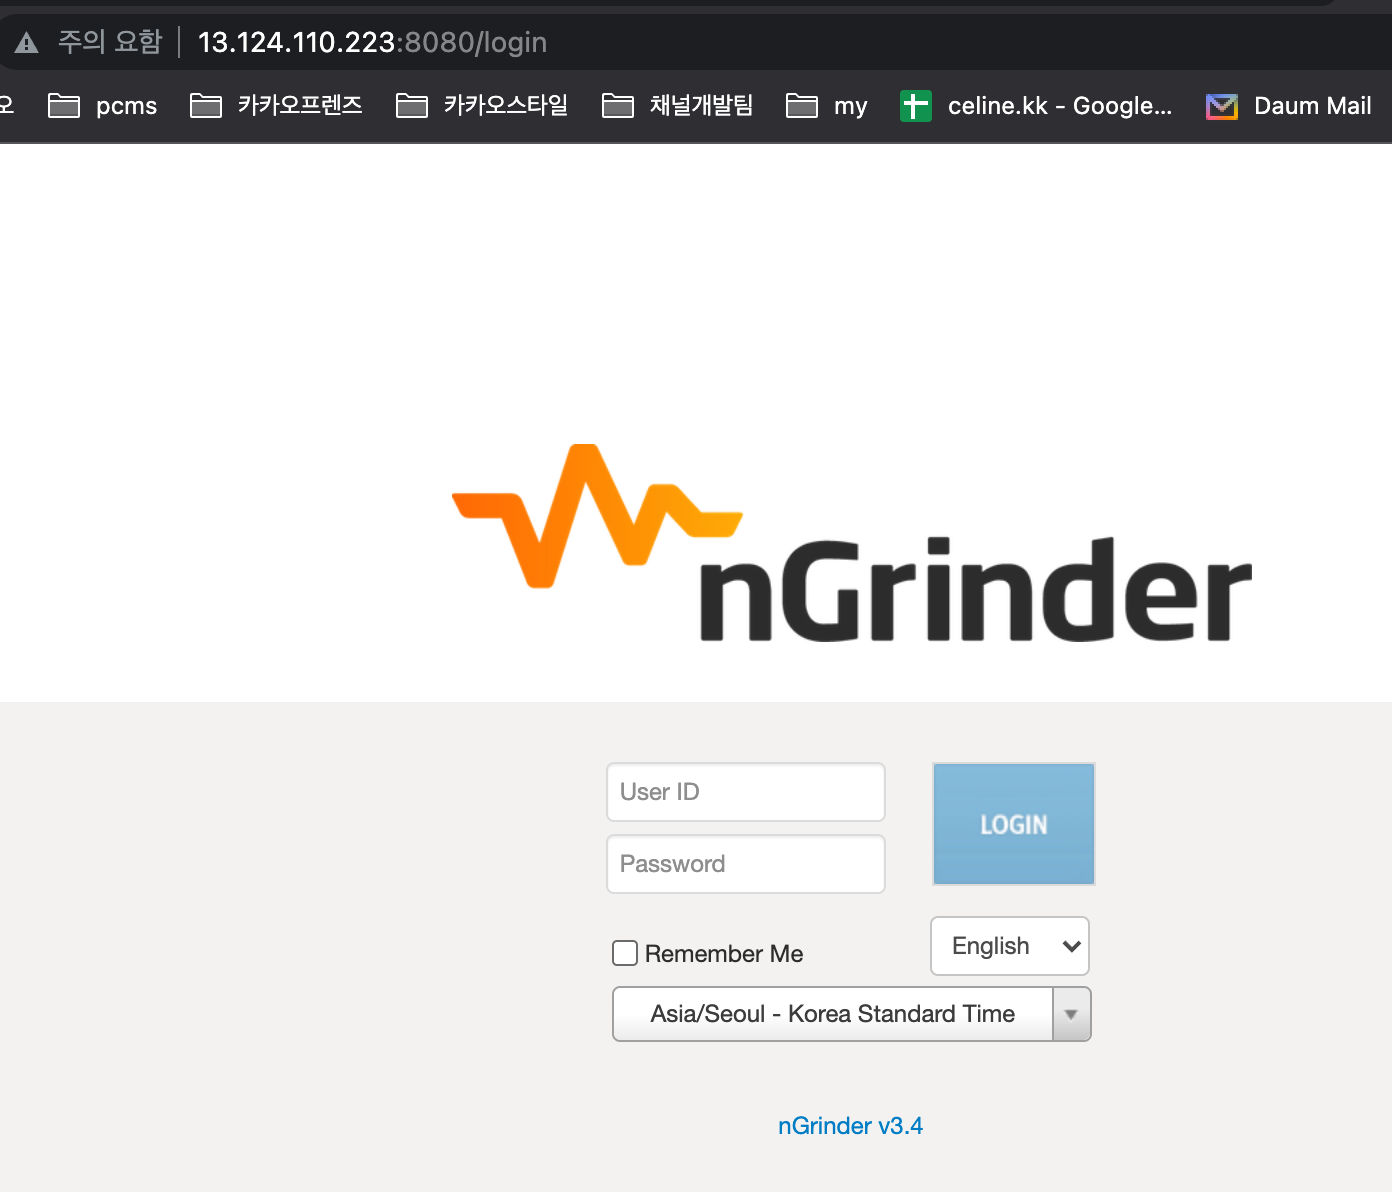 주의 요함 13.124.110.223:8080/login
오 pcms 카카오프렌즈 카카오스타일 채널개발팀 my celine.kk - Google... Daum Mail
nGrinder
User ID
LOGIN
Password
Remember Me
English
Asia/Seoul - Korea Standard Time
nGrinder v3.4